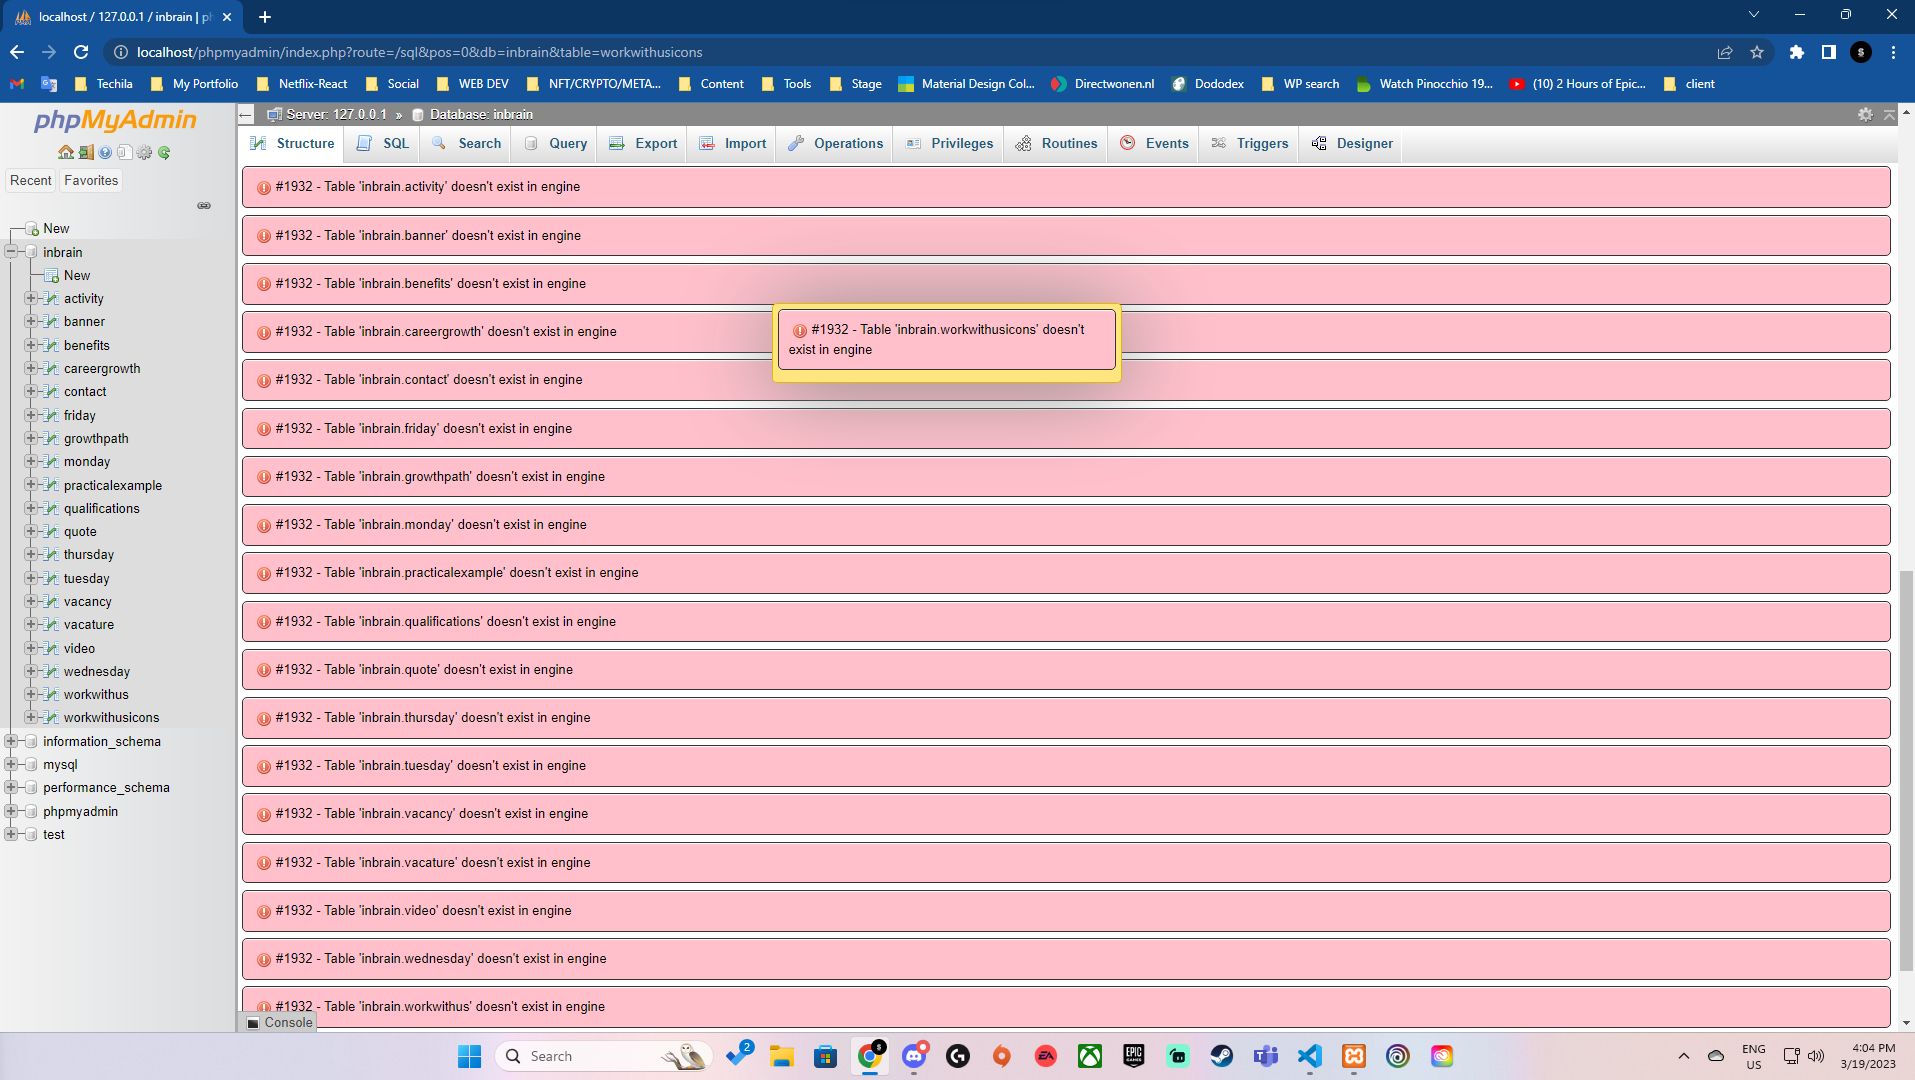 localhost / 127.0.0.1 / inbrain | ph
localhost/phpmyadmin/index.php?route=/sql&pos=0&db=inbrain&table=workwithusicons
Techila
My Portfolio
Netflix-React
Social
WEB DEV
NFT/CRYPTO/META...
Content
Tools
Stage
Material Design Col...
Directwonen.nl
Dododex
WP search
Watch Pinocchio 19...
(10) 2 Hours of Epic...
client
phpMyAdmin
Recent
Favorites
New
inbrain
New
activity
banner
benefits
careergrowth
contact
friday
growthpath
monday
practicalexample
qualifications
quote
thursday
tuesday
vacancy
vacature
video
wednesday
workwithus
workwithusicons
information_schema
mysql
performance_schema
phpmyadmin
test
Server: 127.0.0.1 » Database: inbrain
Structure
SQL
Search
Query
Export
Import
Operations
Privileges
Routines
Events
Triggers
Designer
#1932 - Table 'inbrain.activity' doesn't exist in engine
#1932 - Table 'inbrain.banner' doesn't exist in engine
#1932 - Table 'inbrain.benefits' doesn't exist in engine
#1932 - Table 'inbrain.careergrowth' doesn't exist in engine
#1932 - Table 'inbrain.workwithusicons' doesn't
exist in engine
#1932 - Table 'inbrain.contact' doesn't exist in engine
#1932 - Table 'inbrain.friday' doesn't exist in engine
#1932 - Table 'inbrain.growthpath' doesn't exist in engine
#1932 - Table 'inbrain.monday' doesn't exist in engine
#1932 - Table 'inbrain.practicalexample' doesn't exist in engine
#1932 - Table 'inbrain.qualifications' doesn't exist in engine
#1932 - Table 'inbrain.quote' doesn't exist in engine
#1932 - Table 'inbrain.thursday' doesn't exist in engine
#1932 - Table 'inbrain.tuesday' doesn't exist in engine
#1932 - Table 'inbrain.vacancy' doesn't exist in engine
#1932 - Table 'inbrain.vacature' doesn't exist in engine
#1932 - Table 'inbrain.video' doesn't exist in engine
#1932 - Table 'inbrain.wednesday' doesn't exist in engine
#1932 - Table 'inbrain.workwithus' doesn't exist in engine
Console
Search
2
EA
EPIC
GAMES
ENG
US
4:04 PM
3/19/2023